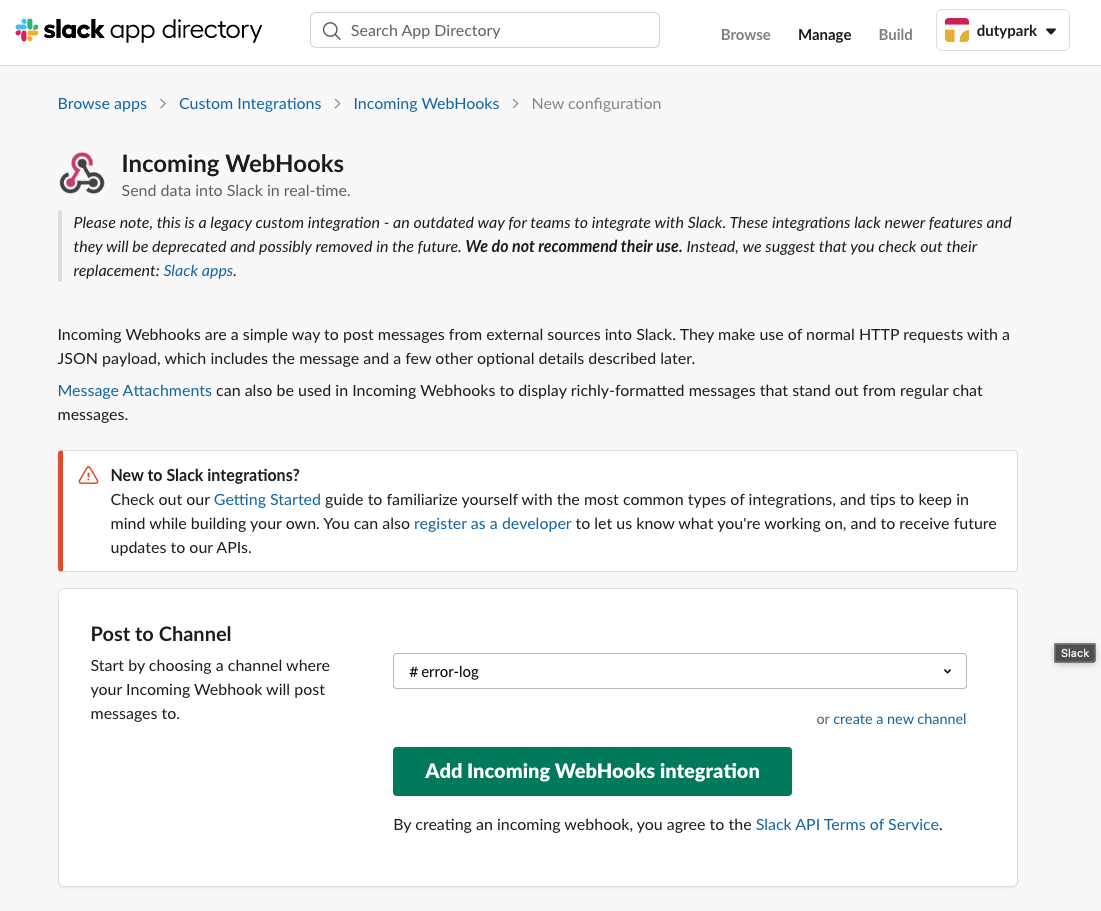 slack app directory
Search App Directory
Browse
Manage
Build
dutypark
Browse apps > Custom Integrations > Incoming WebHooks > New configuration
Incoming WebHooks
Send data into Slack in real-time.
Please note, this is a legacy custom integration - an outdated way for teams to integrate with Slack. These integrations lack newer features and
they will be deprecated and possibly removed in the future. We do not recommend their use. Instead, we suggest that you check out their
replacement: Slack apps.
Incoming Webhooks are a simple way to post messages from external sources into Slack. They make use of normal HTTP requests with a
JSON payload, which includes the message and a few other optional details described later.
Message Attachments can also be used in Incoming Webhooks to display richly-formatted messages that stand out from regular chat
messages.
New to Slack integrations?
Check out our Getting Started guide to familiarize yourself with the most common types of integrations, and tips to keep in
mind while building your own. You can also register as a developer to let us know what you're working on, and to receive future
updates to our APIs.
Post to Channel
Start by choosing a channel where
your Incoming Webhook will post
messages to.
# error-log
or create a new channel
Add Incoming WebHooks integration
By creating an incoming webhook, you agree to the Slack API Terms of Service.
Slack